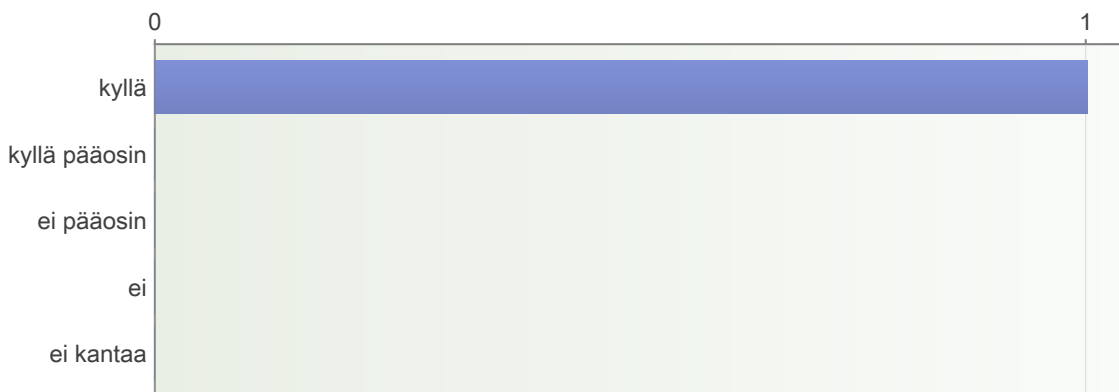 0 1
kyllä
kyllä pääosin
ei pääosin
ei
ei kantaa